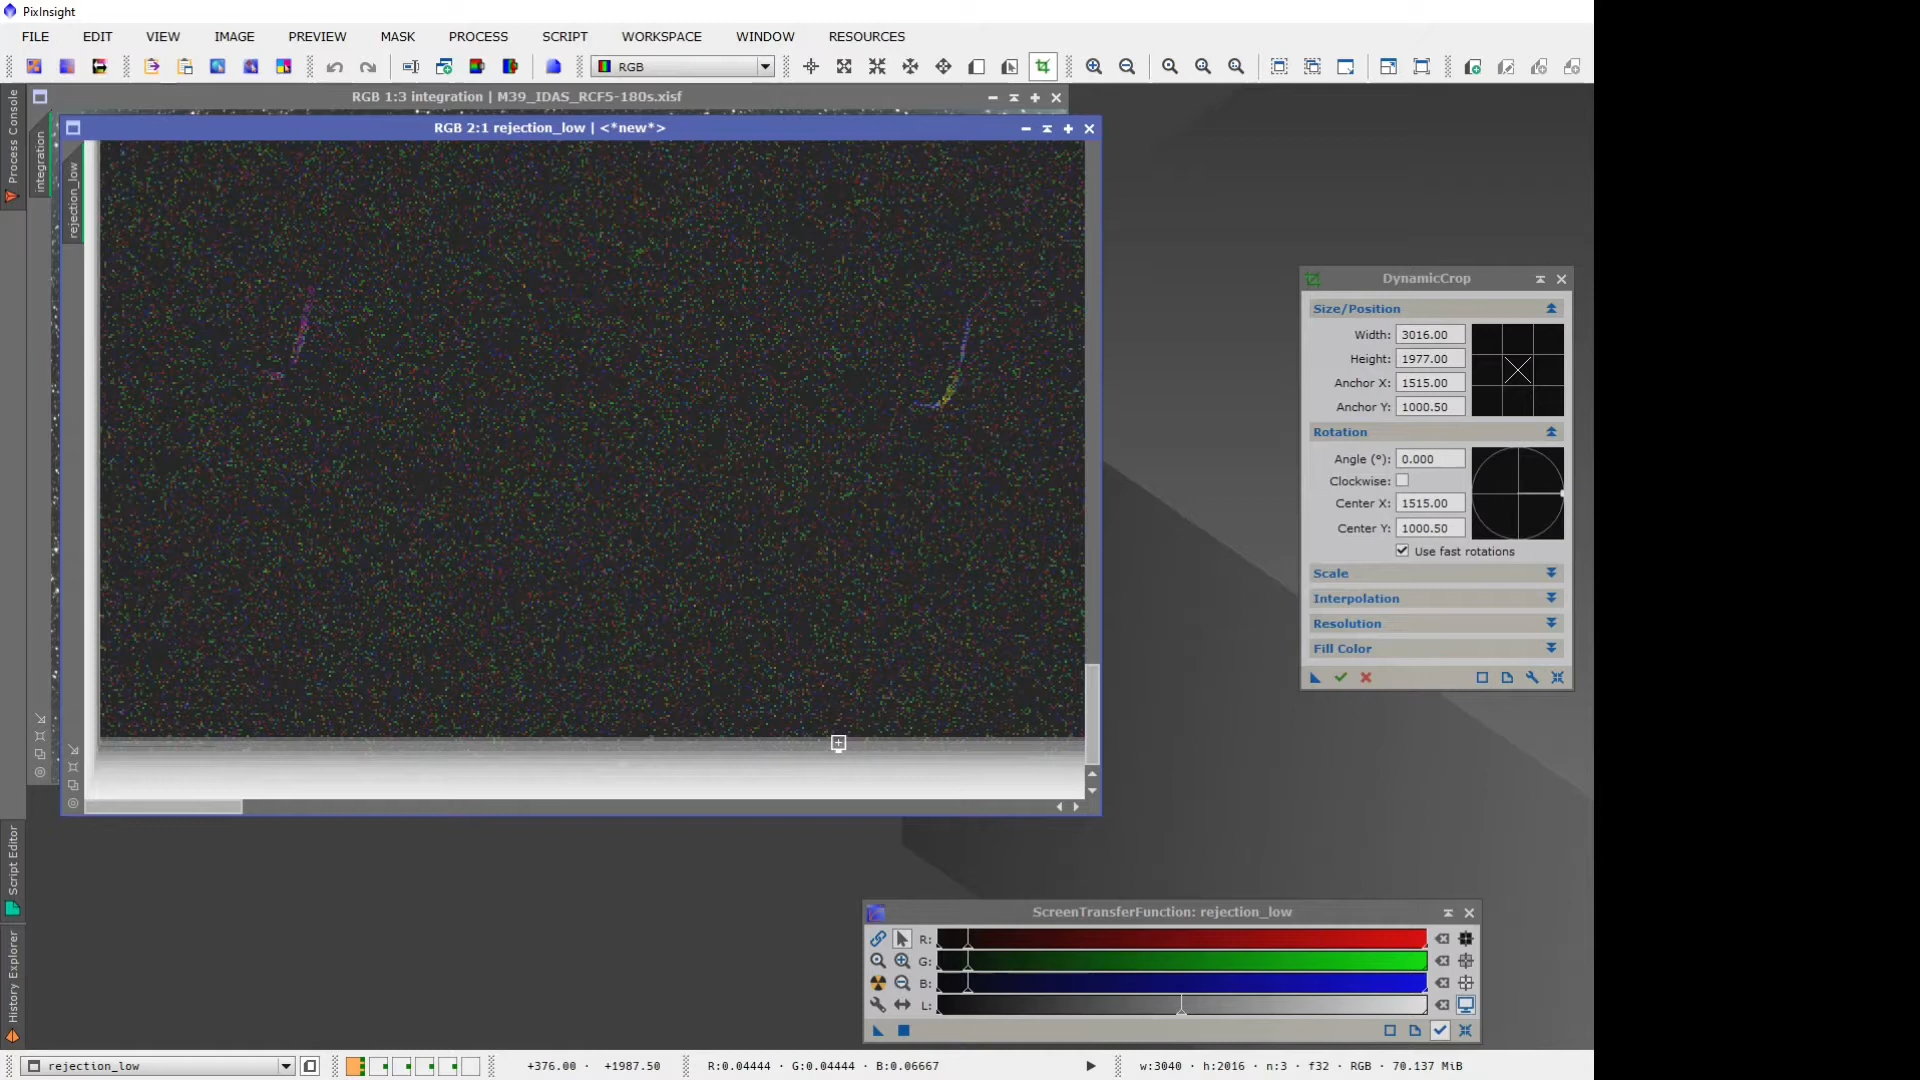 PixInsight
FILE EDIT VIEW IMAGE PREVIEW MASK PROCESS SCRIPT WORKSPACE WINDOW RESOURCES
RGB
RGB 1:3 integration | M39_IDAS_RCF5-180s.xisf
RGB 2:1 rejection_low | <*new*>
Process Console
integration
rejection_low
Script Editor
History Explorer
DynamicCrop
Size/Position
Width: 3016.00
Height: 1977.00
Anchor X: 1515.00
Anchor Y: 1000.50
Rotation
Angle (°): 0.000
Clockwise:
Center X: 1515.00
Center Y: 1000.50
Use fast rotations
Scale
Interpolation
Resolution
Fill Color
ScreenTransferFunction: rejection_low
R:
G:
B:
L:
rejection_low
+376.00 · +1987.50
R:0.04444 · G:0.04444 · B:0.06667
w:3040 · h:2016 · n:3 · f32 · RGB · 70.137 MiB